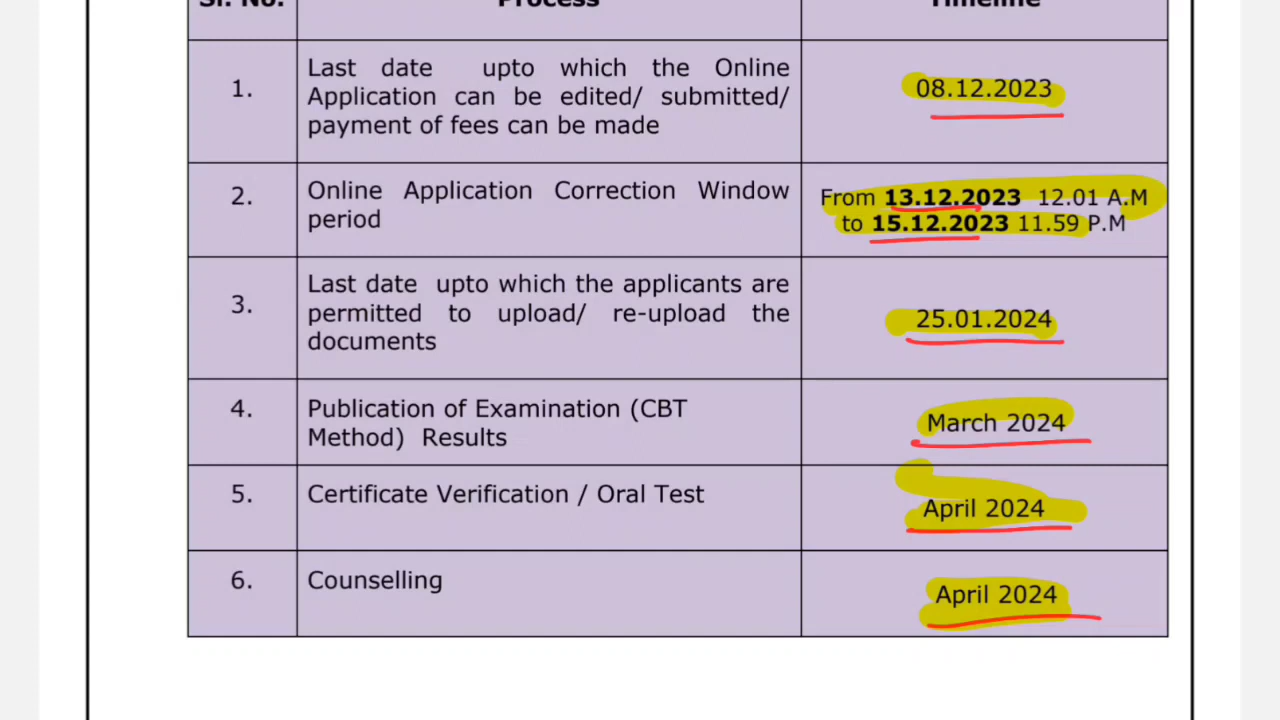 Sl. No.
Process
Timeline
1.
Last date upto which the Online
Application can be edited/ submitted/
payment of fees can be made
08.12.2023
2.
Online Application Correction Window
period
From 13.12.2023 12.01 A.M
to 15.12.2023 11.59 P.M
3.
Last date upto which the applicants are
permitted to upload/ re-upload the
documents
25.01.2024
4.
Publication of Examination (CBT
Method) Results
March 2024
5.
Certificate Verification / Oral Test
April 2024
6.
Counselling
April 2024